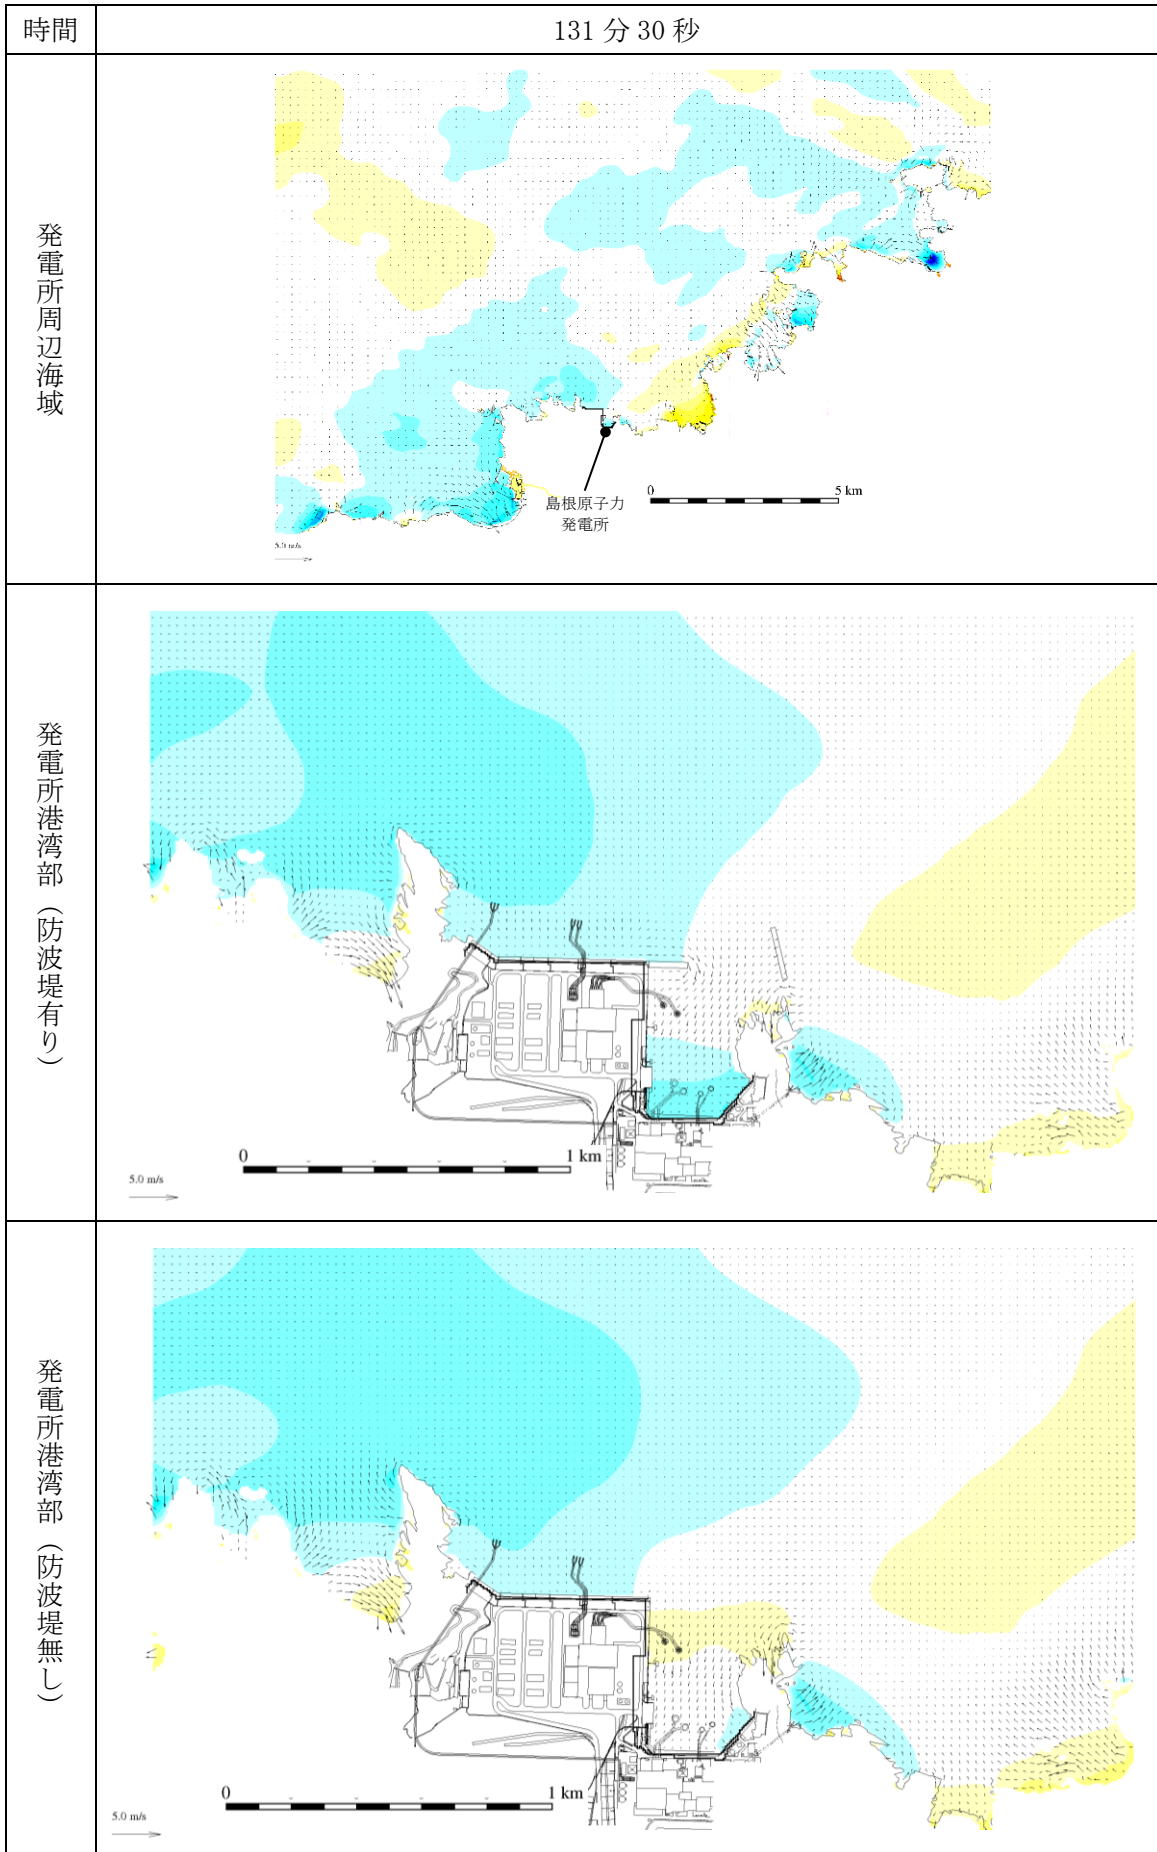 時間
131 分 30 秒
発電所周辺海域
島根原子力
発電所
0 5 km
5.0 m/s
発電所港湾部（防波堤有り）
0 1 km
5.0 m/s
発電所港湾部（防波堤無し）
0 1 km
5.0 m/s